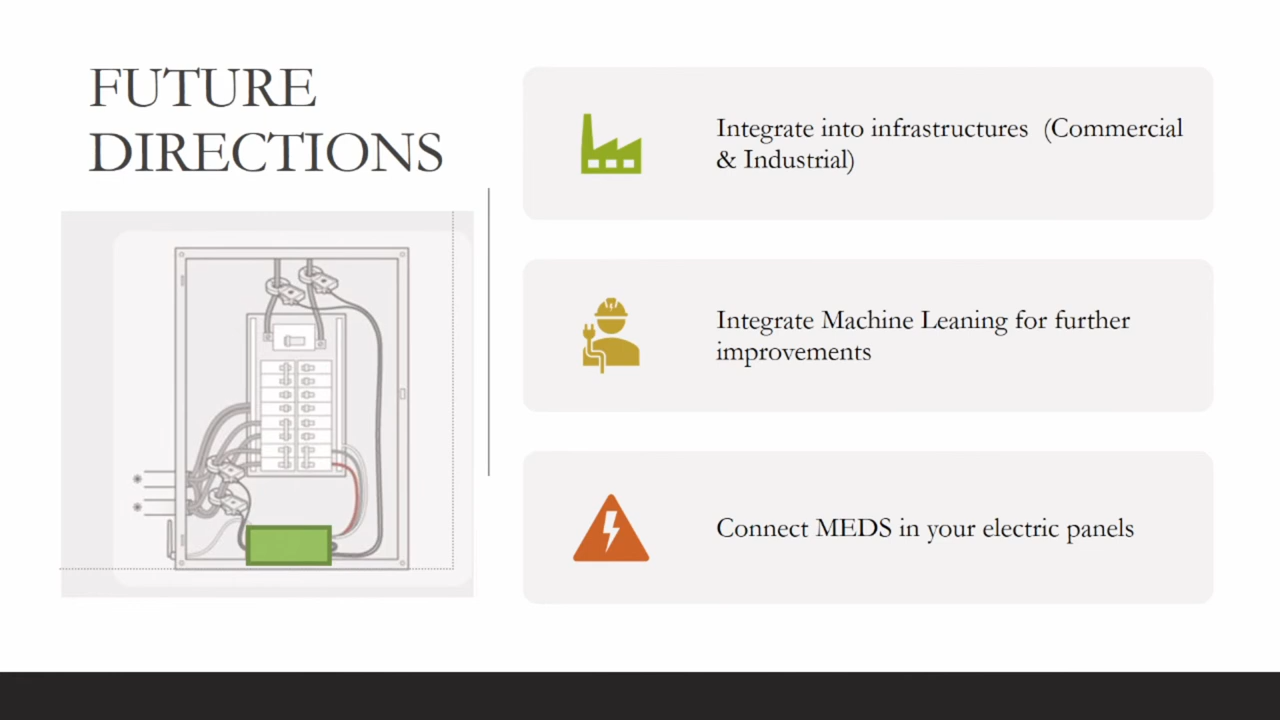 FUTURE
DIRECTIONS
Integrate into infrastructures (Commercial
& Industrial)
Integrate Machine Leaning for further
improvements
Connect MEDS in your electric panels